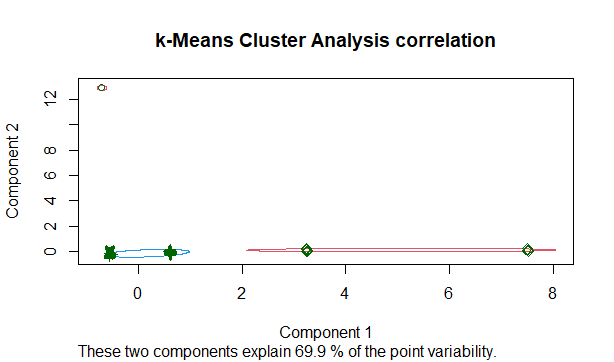 k-Means Cluster Analysis correlation
Component 2
12
8
6
4
2
0
0
2
4
6
8
Component 1
These two components explain 69.9 % of the point variability.